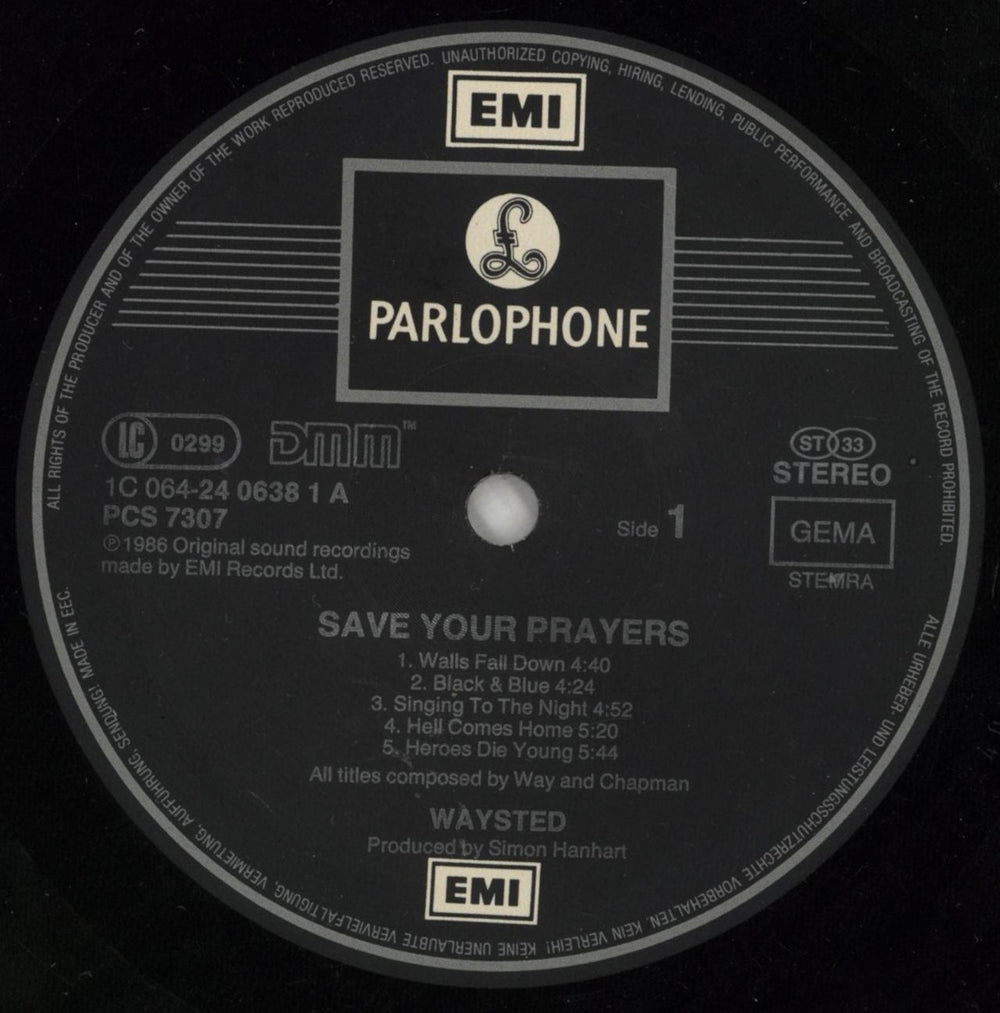 ALL RIGHTS OF THE PRODUCER AND OF THE OWNER OF THE WORK REPRODUCED RESERVED. UNAUTHORIZED COPYING, HIRING, LENDING, PUBLIC PERFORMANCE AND BROADCASTING OF THE RECORD PROHIBITED.
EMI
£
PARLOPHONE
LC 0299
DMM™
1C 064-24 0638 1 A
PCS 7307
℗1986 Original sound recordings
made by EMI Records Ltd.
Side 1
ST 33
STEREO
GEMA
STEMRA
SAVE YOUR PRAYERS
1. Walls Fall Down 4:40
2. Black & Blue 4:24
3. Singing To The Night 4:52
4. Hell Comes Home 5:20
5. Heroes Die Young 5:44
All titles composed by Way and Chapman
WAYSTED
Produced by Simon Hanhart
EMI
ALLE URHEBER- UND LEISTUNGSSCHUTZRECHTE VORBEHALTEN. KEIN VERLEIH! KEINE UNERLAUBTE VERVIELFÄLTIGUNG, VERMIETUNG, AUFFÜHRUNG, SENDUNG! MADE IN EEC.